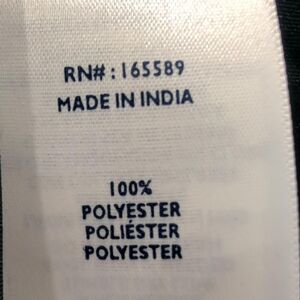 RN#: 165589
MADE IN INDIA
100%
POLYESTER
POLIÉSTER
POLYESTER